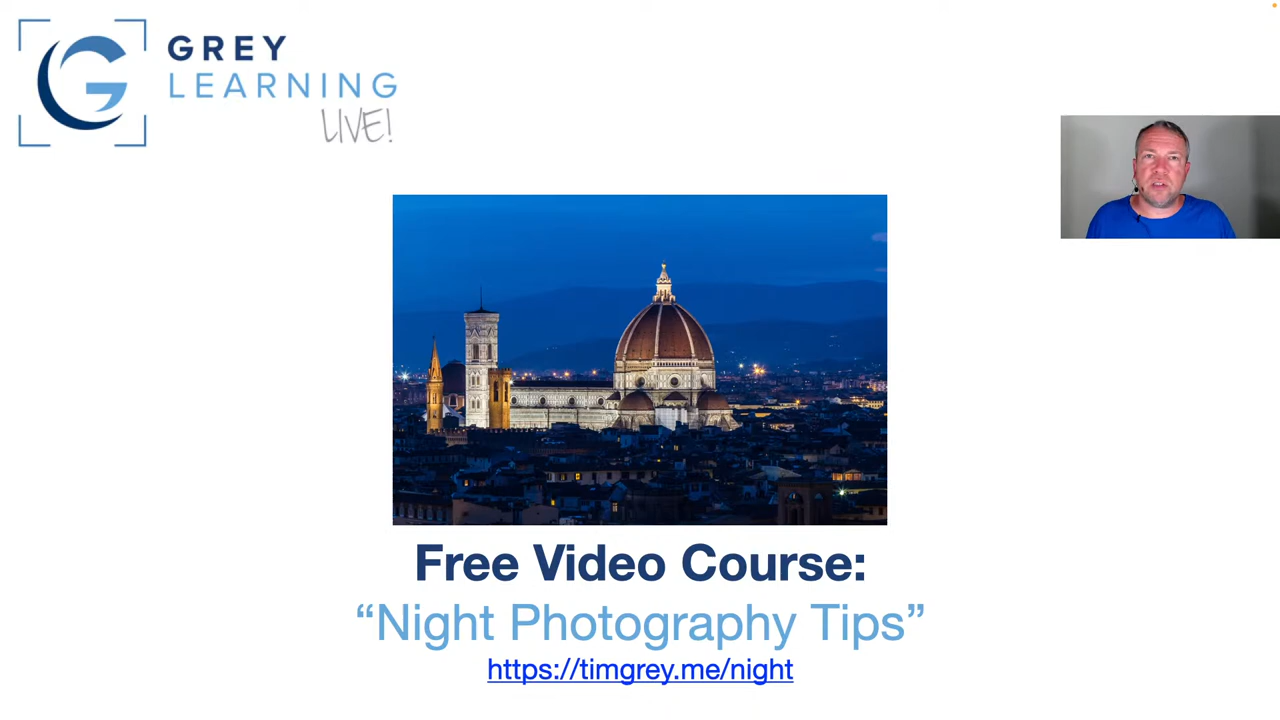 GREY
LEARNING
LIVE!
Free Video Course:
“Night Photography Tips”
https://timgrey.me/night